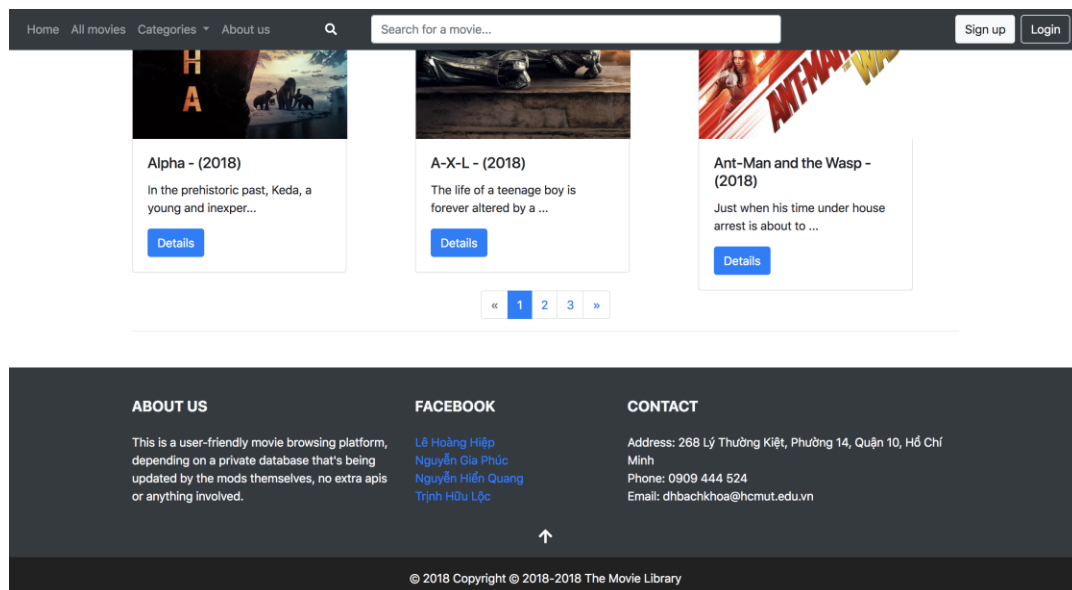 Home All movies Categories About us Search for a movie... Sign up Login
H
A
ANT-MAN
Alpha - (2018)
In the prehistoric past, Keda, a
young and inexper...
Details
A-X-L - (2018)
The life of a teenage boy is
forever altered by a ...
Details
Ant-Man and the Wasp -
(2018)
Just when his time under house
arrest is about to ...
Details
« 1 2 3 »
ABOUT US
This is a user-friendly movie browsing platform,
depending on a private database that's being
updated by the mods themselves, no extra apis
or anything involved.
FACEBOOK
Lê Hoàng Hiệp
Nguyễn Gia Phúc
Nguyễn Hiển Quang
Trịnh Hữu Lộc
CONTACT
Address: 268 Lý Thường Kiệt, Phường 14, Quận 10, Hồ Chí
Minh
Phone: 0909 444 524
Email: dhbachkhoa@hcmut.edu.vn
© 2018 Copyright © 2018-2018 The Movie Library